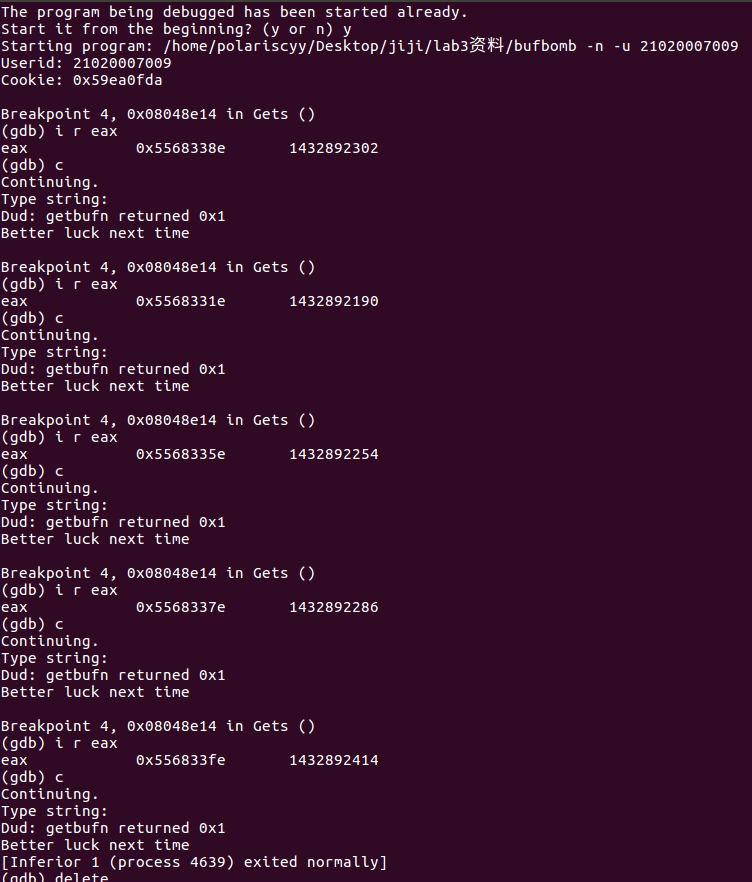 The program being debugged has been started already.
Start it from the beginning? (y or n) y
Starting program: /home/polariscyy/Desktop/jiji/lab3资料/bufbomb -n -u 21020007009
Userid: 21020007009
Cookie: 0x59ea0fda
Breakpoint 4, 0x08048e14 in Gets ()
(gdb) i r eax
eax            0x5568338e       1432892302
(gdb) c
Continuing.
Type string:
Dud: getbufn returned 0x1
Better luck next time
Breakpoint 4, 0x08048e14 in Gets ()
(gdb) i r eax
eax            0x5568331e       1432892190
(gdb) c
Continuing.
Type string:
Dud: getbufn returned 0x1
Better luck next time
Breakpoint 4, 0x08048e14 in Gets ()
(gdb) i r eax
eax            0x5568335e       1432892254
(gdb) c
Continuing.
Type string:
Dud: getbufn returned 0x1
Better luck next time
Breakpoint 4, 0x08048e14 in Gets ()
(gdb) i r eax
eax            0x5568337e       1432892286
(gdb) c
Continuing.
Type string:
Dud: getbufn returned 0x1
Better luck next time
Breakpoint 4, 0x08048e14 in Gets ()
(gdb) i r eax
eax            0x556833fe       1432892414
(gdb) c
Continuing.
Type string:
Dud: getbufn returned 0x1
Better luck next time
[Inferior 1 (process 4639) exited normally]
(gdb) delete